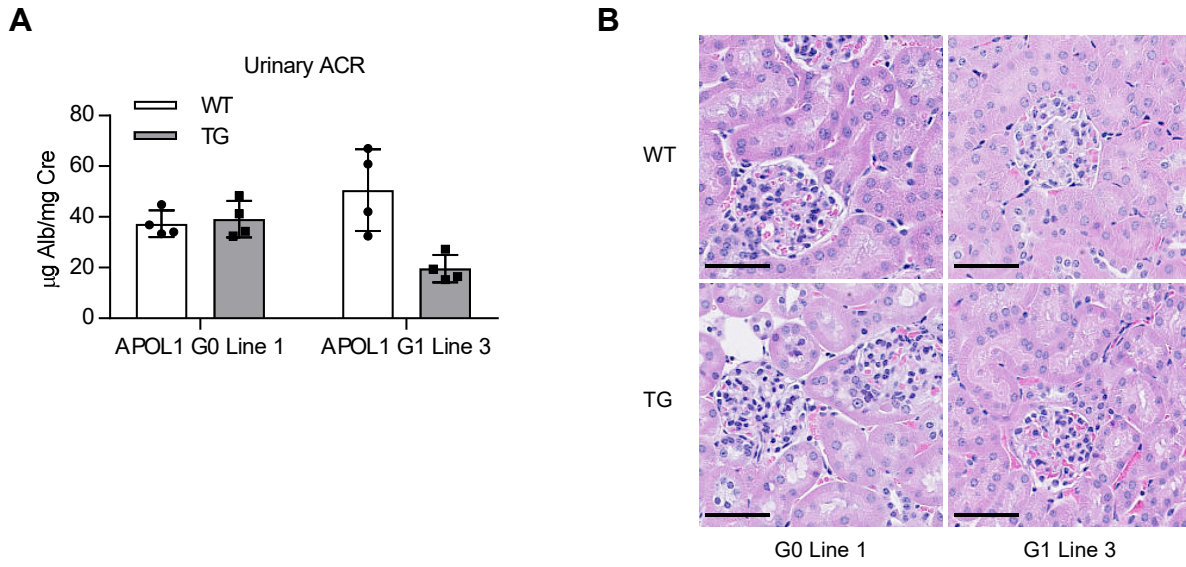 A
Urinary ACR
WT
TG
µg Alb/mg Cre
80
60
40
20
0
APOL1 G0 Line 1
APOL1 G1 Line 3
B
WT
TG
G0 Line 1
G1 Line 3